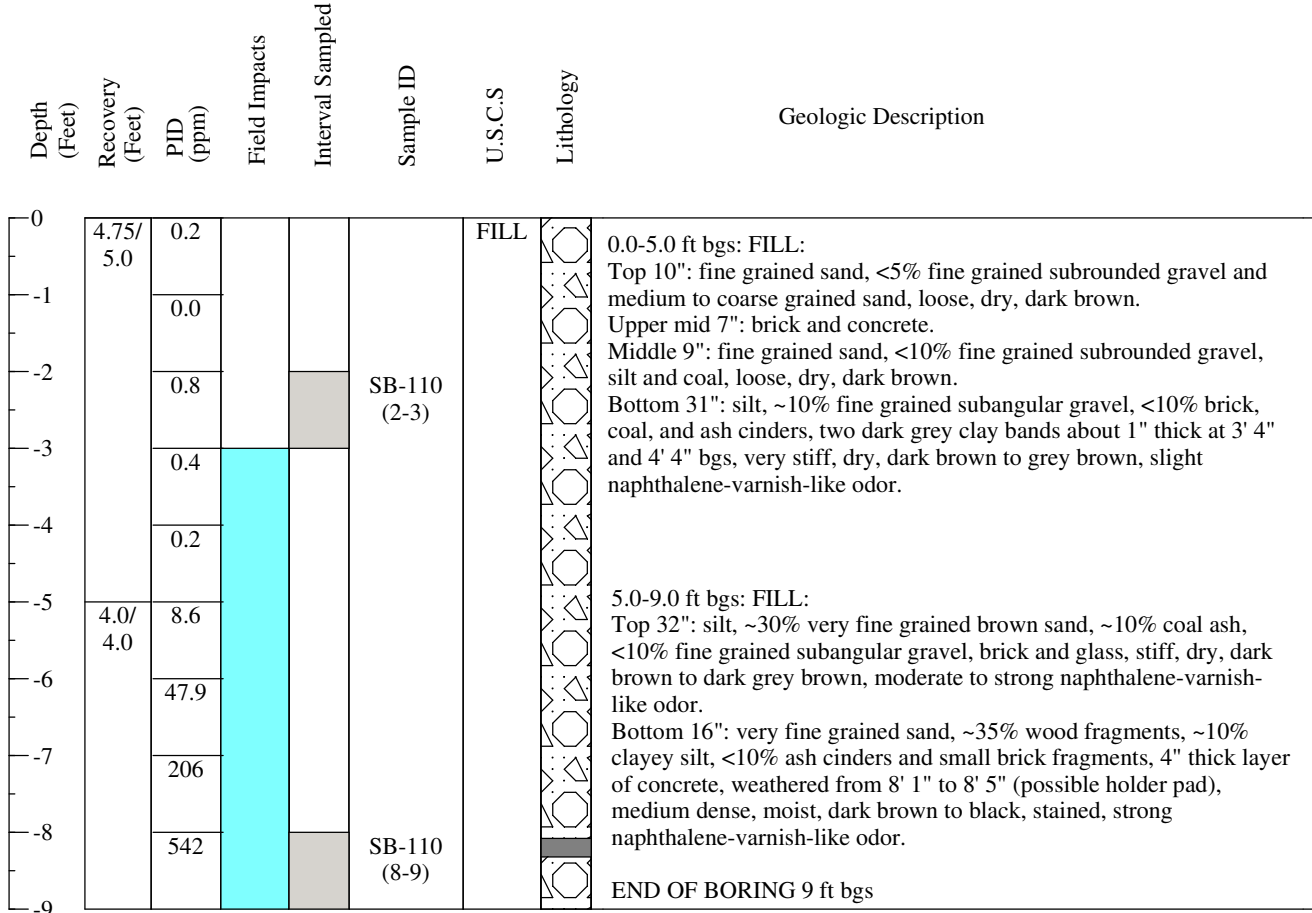 Depth
(Feet)
Recovery
(Feet)
PID
(ppm)
Field Impacts
Interval Sampled
Sample ID
U.S.C.S
Lithology
Geologic Description
0
-1
-2
-3
-4
-5
-6
-7
-8
-9
4.75/
5.0
4.0/
4.0
0.2
0.0
0.8
0.4
0.2
8.6
47.9
206
542
SB-110
(2-3)
SB-110
(8-9)
FILL
0.0-5.0 ft bgs: FILL:
Top 10": fine grained sand, <5% fine grained subrounded gravel and
medium to coarse grained sand, loose, dry, dark brown.
Upper mid 7": brick and concrete.
Middle 9": fine grained sand, <10% fine grained subrounded gravel,
silt and coal, loose, dry, dark brown.
Bottom 31": silt, ~10% fine grained subangular gravel, <10% brick,
coal, and ash cinders, two dark grey clay bands about 1" thick at 3' 4"
and 4' 4" bgs, very stiff, dry, dark brown to grey brown, slight
naphthalene-varnish-like odor.
5.0-9.0 ft bgs: FILL:
Top 32": silt, ~30% very fine grained brown sand, ~10% coal ash,
<10% fine grained subangular gravel, brick and glass, stiff, dry, dark
brown to dark grey brown, moderate to strong naphthalene-varnish-
like odor.
Bottom 16": very fine grained sand, ~35% wood fragments, ~10%
clayey silt, <10% ash cinders and small brick fragments, 4" thick layer
of concrete, weathered from 8' 1" to 8' 5" (possible holder pad),
medium dense, moist, dark brown to black, stained, strong
naphthalene-varnish-like odor.
END OF BORING 9 ft bgs